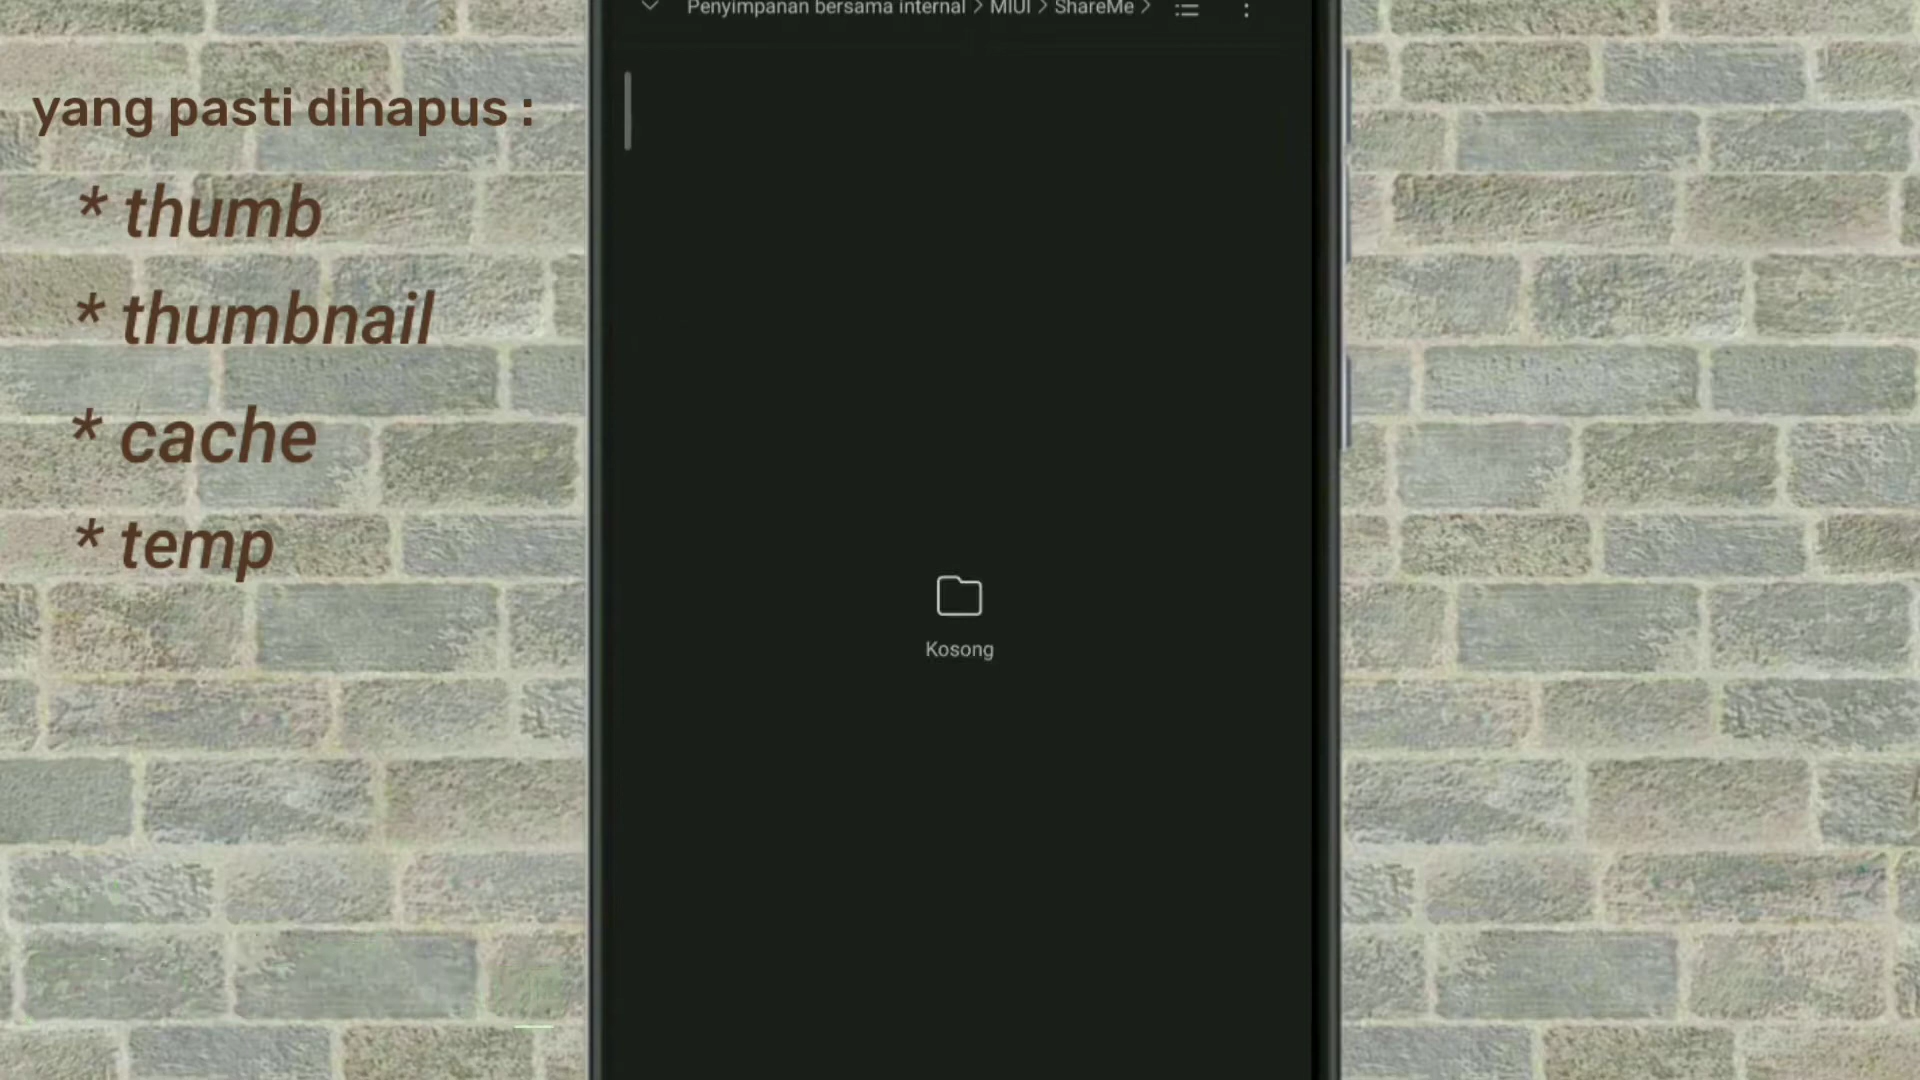 Penyimpanan bersama internal > MIUI > ShareMe >
yang pasti dihapus :
* thumb
* thumbnail
* cache
* temp
Kosong